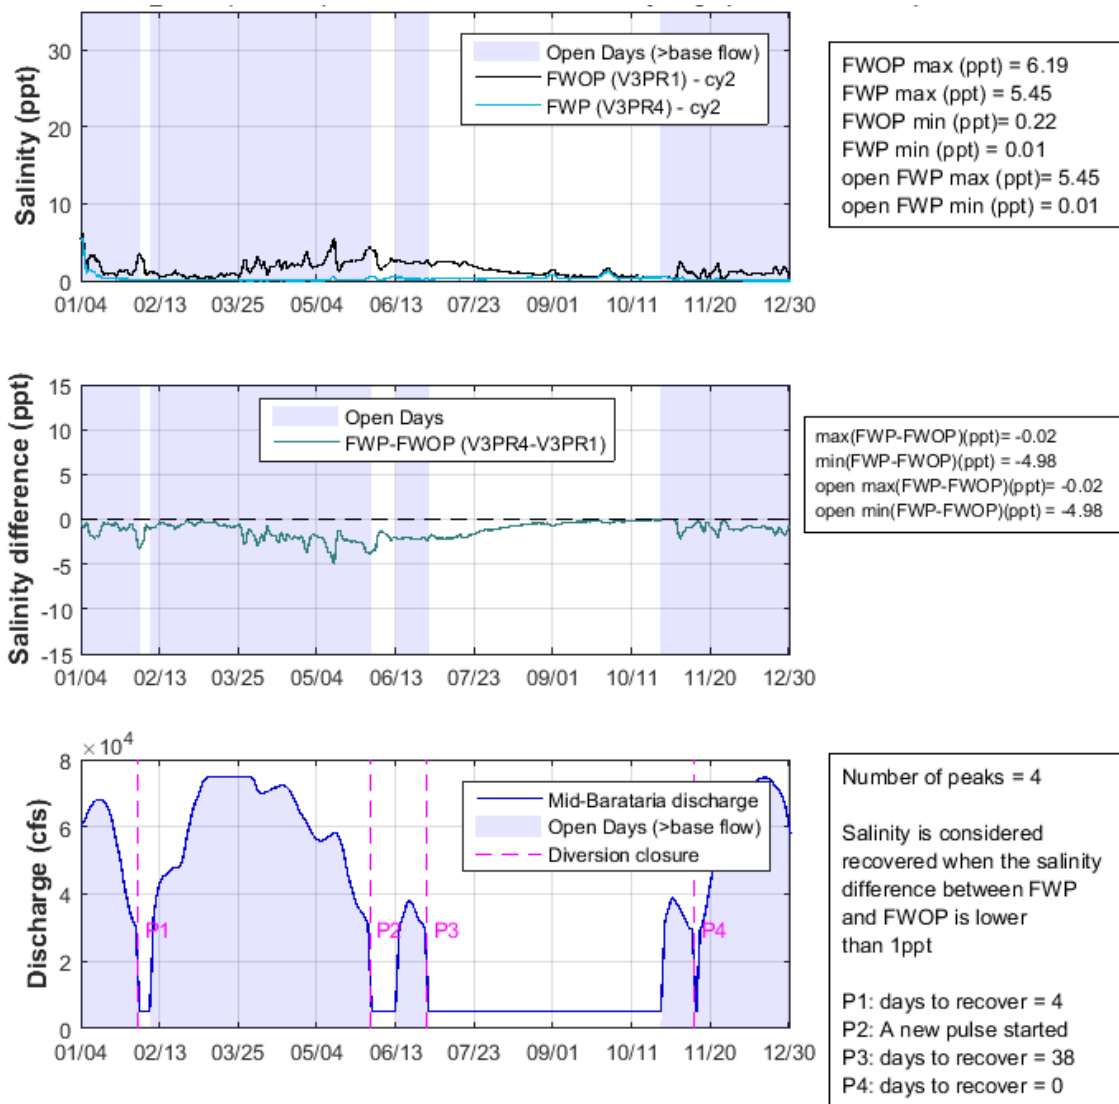 Salinity (ppt)
30
20
10
0
01/04 02/13 03/25 05/04 06/13 07/23 09/01 10/11 11/20 12/30
Open Days (>base flow)
FWOP (V3PR1) - cy2
FWP (V3PR4) - cy2
FWOP max (ppt) = 6.19
FWP max (ppt) = 5.45
FWOP min (ppt)= 0.22
FWP min (ppt) = 0.01
open FWP max (ppt)= 5.45
open FWP min (ppt) = 0.01
Salinity difference (ppt)
15
10
5
0
-5
-10
-15
01/04 02/13 03/25 05/04 06/13 07/23 09/01 10/11 11/20 12/30
Open Days
FWP-FWOP (V3PR4-V3PR1)
max(FWP-FWOP)(ppt)= -0.02
min(FWP-FWOP)(ppt) = -4.98
open max(FWP-FWOP)(ppt)= -0.02
open min(FWP-FWOP)(ppt) = -4.98
Discharge (cfs)
×10⁴
8
6
4
2
0
01/04 02/13 03/25 05/04 06/13 07/23 09/01 10/11 11/20 12/30
Mid-Barataria discharge
Open Days (>base flow)
Diversion closure
P1
P2
P3
P4
Number of peaks = 4
Salinity is considered
recovered when the salinity
difference between FWP
and FWOP is lower
than 1ppt
P1: days to recover = 4
P2: A new pulse started
P3: days to recover = 38
P4: days to recover = 0